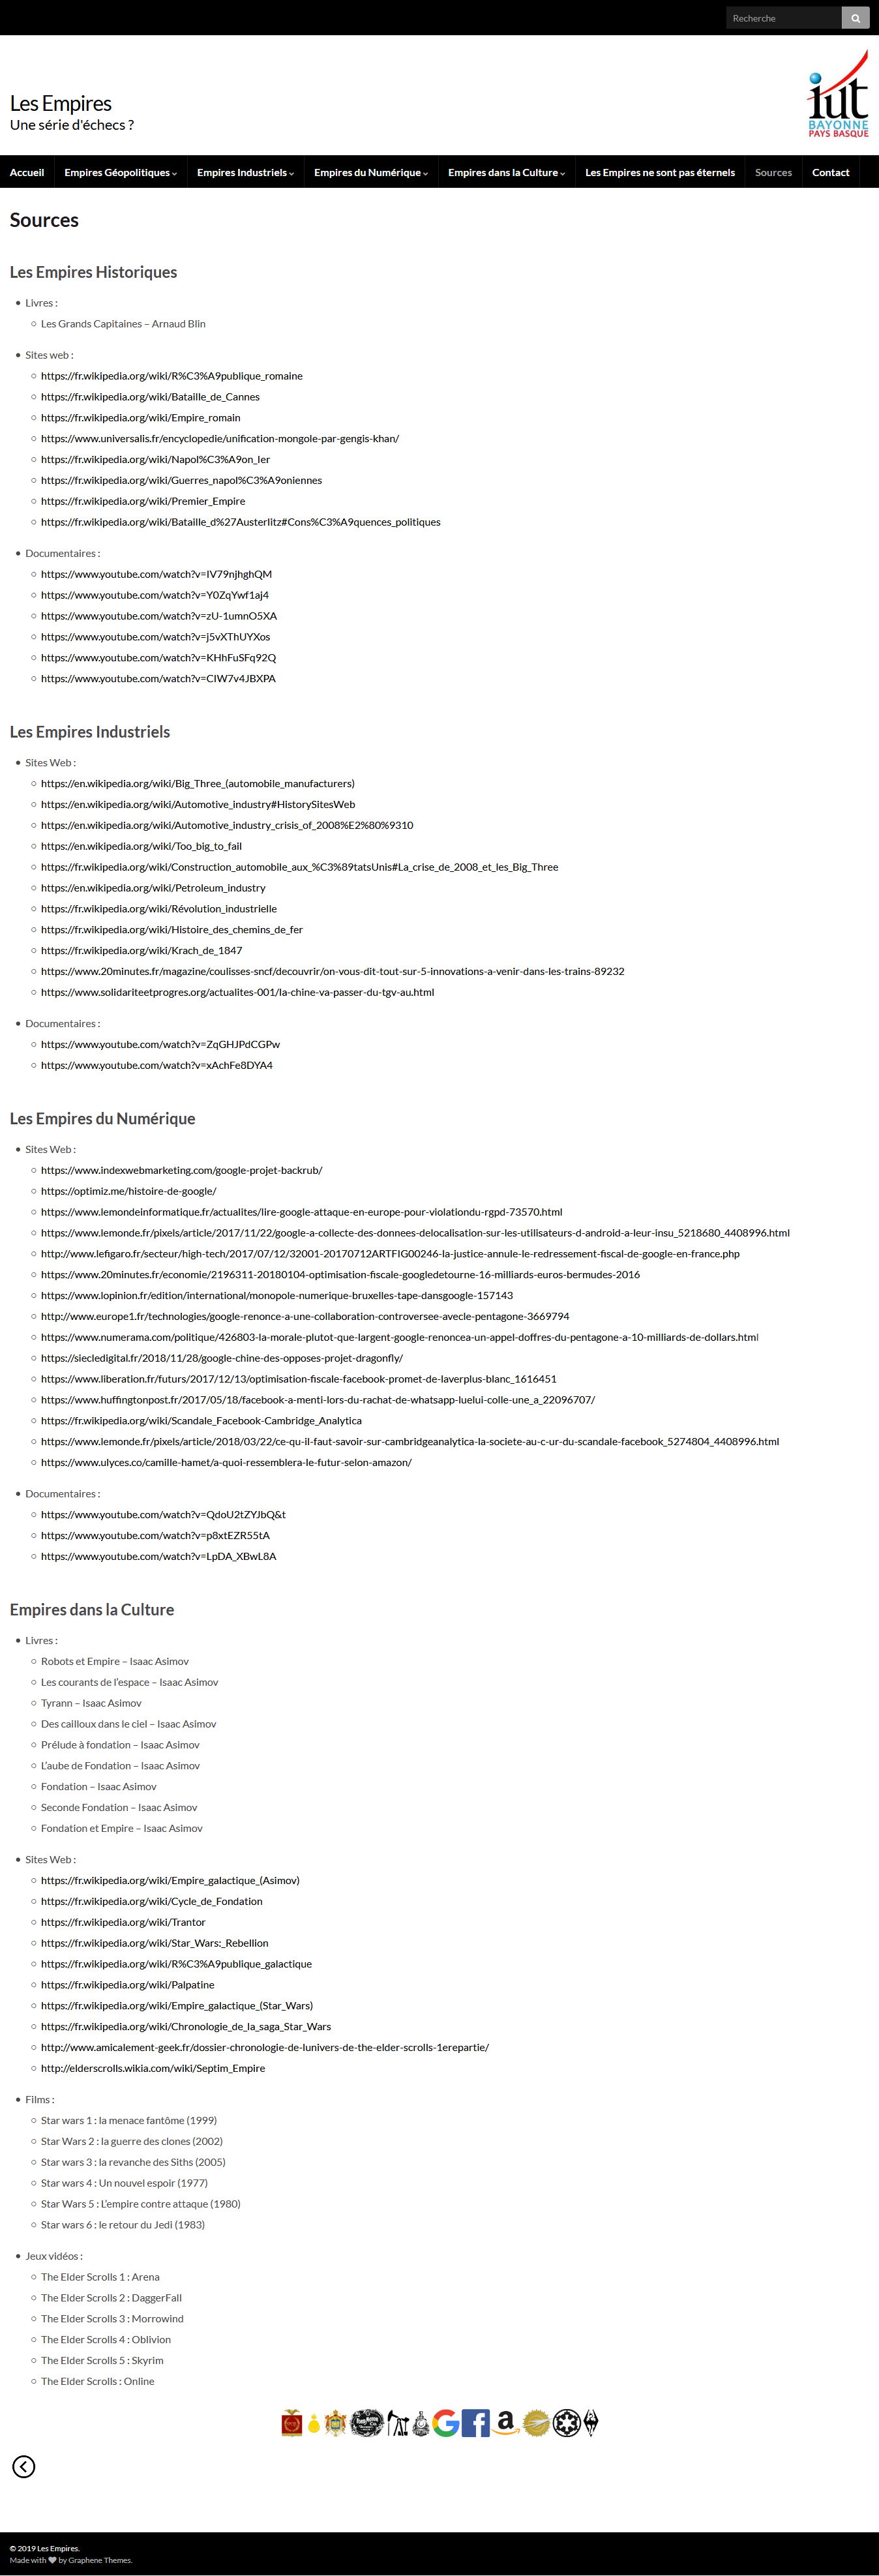 Recherche
Les Empires
Une série d'échecs ?
iut
BAYONNE
PAYS BASQUE
Accueil
Empires Géopolitiques
Empires Industriels
Empires du Numérique
Empires dans la Culture
Les Empires ne sont pas éternels
Sources
Contact
Sources
Les Empires Historiques
Livres :
Les Grands Capitaines – Arnaud Blin
Sites web :
https://fr.wikipedia.org/wiki/R%C3%A9publique_romaine
https://fr.wikipedia.org/wiki/Bataille_de_Cannes
https://fr.wikipedia.org/wiki/Empire_romain
https://www.universalis.fr/encyclopedie/unification-mongole-par-gengis-khan/
https://fr.wikipedia.org/wiki/Napol%C3%A9on_Ier
https://fr.wikipedia.org/wiki/Guerres_napol%C3%A9oniennes
https://fr.wikipedia.org/wiki/Premier_Empire
https://fr.wikipedia.org/wiki/Bataille_d%27Austerlitz#Cons%C3%A9quences_politiques
Documentaires :
https://www.youtube.com/watch?v=IV79njhghQM
https://www.youtube.com/watch?v=Y0ZqYwf1aj4
https://www.youtube.com/watch?v=zU-1umnO5XA
https://www.youtube.com/watch?v=j5vXThUYXos
https://www.youtube.com/watch?v=KHhFuSFq92Q
https://www.youtube.com/watch?v=CIW7v4JBXPA
Les Empires Industriels
Sites Web :
https://en.wikipedia.org/wiki/Big_Three_(automobile_manufacturers)
https://en.wikipedia.org/wiki/Automotive_industry#HistorySitesWeb
https://en.wikipedia.org/wiki/Automotive_industry_crisis_of_2008%E2%80%9310
https://en.wikipedia.org/wiki/Too_big_to_fail
https://fr.wikipedia.org/wiki/Construction_automobile_aux_%C3%89tatsUnis#La_crise_de_2008_et_les_Big_Three
https://en.wikipedia.org/wiki/Petroleum_industry
https://fr.wikipedia.org/wiki/Révolution_industrielle
https://fr.wikipedia.org/wiki/Histoire_des_chemins_de_fer
https://fr.wikipedia.org/wiki/Krach_de_1847
https://www.20minutes.fr/magazine/coulisses-sncf/decouvrir/on-vous-dit-tout-sur-5-innovations-a-venir-dans-les-trains-89232
https://www.solidariteetprogres.org/actualites-001/la-chine-va-passer-du-tgv-au.html
Documentaires :
https://www.youtube.com/watch?v=ZqGHJPdCGPw
https://www.youtube.com/watch?v=xAchFe8DYA4
Les Empires du Numérique
Sites Web :
https://www.indexwebmarketing.com/google-projet-backrub/
https://optimiz.me/histoire-de-google/
https://www.lemondeinformatique.fr/actualites/lire-google-attaque-en-europe-pour-violationdu-rgpd-73570.html
https://www.lemonde.fr/pixels/article/2017/11/22/google-a-collecte-des-donnees-delocalisation-sur-les-utilisateurs-d-android-a-leur-insu_5218680_4408996.html
http://www.lefigaro.fr/secteur/high-tech/2017/07/12/32001-20170712ARTFIG00246-la-justice-annule-le-redressement-fiscal-de-google-en-france.php
https://www.20minutes.fr/economie/2196311-20180104-optimisation-fiscale-googledetourne-16-milliards-euros-bermudes-2016
https://www.lopinion.fr/edition/international/monopole-numerique-bruxelles-tape-dansgoogle-157143
http://www.europe1.fr/technologies/google-renonce-a-une-collaboration-controversee-avecle-pentagone-3669794
https://www.numerama.com/politique/426803-la-morale-plutot-que-largent-google-renoncea-un-appel-doffres-du-pentagone-a-10-milliards-de-dollars.html
https://siecledigital.fr/2018/11/28/google-chine-des-opposes-projet-dragonfly/
https://www.liberation.fr/futurs/2017/12/13/optimisation-fiscale-facebook-promet-de-laverplus-blanc_1616451
https://www.huffingtonpost.fr/2017/05/18/facebook-a-menti-lors-du-rachat-de-whatsapp-luelui-colle-une_a_22096707/
https://fr.wikipedia.org/wiki/Scandale_Facebook-Cambridge_Analytica
https://www.lemonde.fr/pixels/article/2018/03/22/ce-qu-il-faut-savoir-sur-cambridgeanalytica-la-societe-au-c-ur-du-scandale-facebook_5274804_4408996.html
https://www.ulyces.co/camille-hamet/a-quoi-ressemblera-le-futur-selon-amazon/
Documentaires :
https://www.youtube.com/watch?v=QdoU2tZYJbQ&t
https://www.youtube.com/watch?v=p8xtEZR55tA
https://www.youtube.com/watch?v=LpDA_XBwL8A
Empires dans la Culture
Livres :
Robots et Empire – Isaac Asimov
Les courants de l'espace – Isaac Asimov
Tyrann – Isaac Asimov
Des cailloux dans le ciel – Isaac Asimov
Prélude à fondation – Isaac Asimov
L'aube de Fondation – Isaac Asimov
Fondation – Isaac Asimov
Seconde Fondation – Isaac Asimov
Fondation et Empire – Isaac Asimov
Sites Web :
https://fr.wikipedia.org/wiki/Empire_galactique_(Asimov)
https://fr.wikipedia.org/wiki/Cycle_de_Fondation
https://fr.wikipedia.org/wiki/Trantor
https://fr.wikipedia.org/wiki/Star_Wars:_Rebellion
https://fr.wikipedia.org/wiki/R%C3%A9publique_galactique
https://fr.wikipedia.org/wiki/Palpatine
https://fr.wikipedia.org/wiki/Empire_galactique_(Star_Wars)
https://fr.wikipedia.org/wiki/Chronologie_de_la_saga_Star_Wars
http://www.amicalement-geek.fr/dossier-chronologie-de-lunivers-de-the-elder-scrolls-1erepartie/
http://elderscrolls.wikia.com/wiki/Septim_Empire
Films :
Star wars 1 : la menace fantôme (1999)
Star Wars 2 : la guerre des clones (2002)
Star wars 3 : la revanche des Siths (2005)
Star wars 4 : Un nouvel espoir (1977)
Star Wars 5 : L'empire contre attaque (1980)
Star wars 6 : le retour du Jedi (1983)
Jeux vidéos :
The Elder Scrolls 1 : Arena
The Elder Scrolls 2 : DaggerFall
The Elder Scrolls 3 : Morrowind
The Elder Scrolls 4 : Oblivion
The Elder Scrolls 5 : Skyrim
The Elder Scrolls : Online
© 2019 Les Empires.
Made with by Graphene Themes.